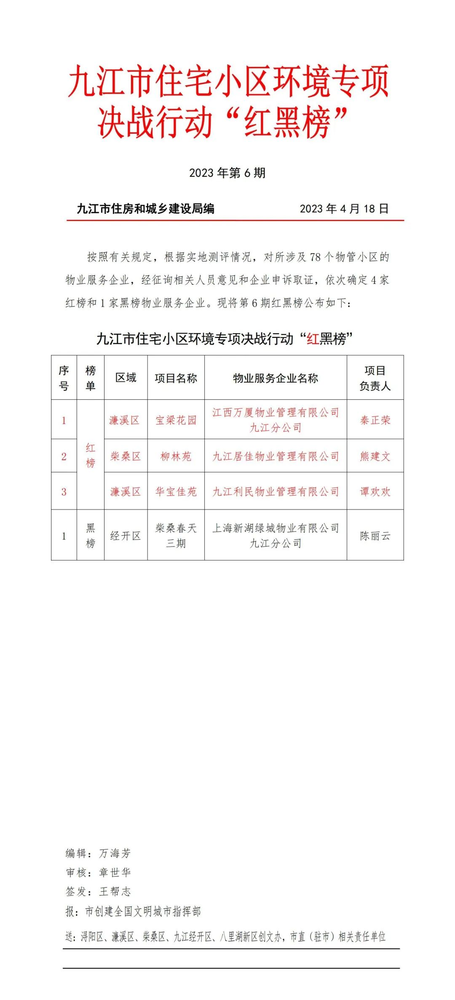 九江市住宅小区环境专项
决战行动“红黑榜”
2023 年第 6 期
九江市住房和城乡建设局编 2023 年 4 月 18 日
按照有关规定，根据实地测评情况，对所涉及 78 个物管小区的
物业服务企业，经征询相关人员意见和企业申诉取证，依次确定 4 家
红榜和 1 家黑榜物业服务企业。现将第 6 期红黑榜公布如下：
九江市住宅小区环境专项决战行动“红黑榜”
序号 榜单 区域 项目名称 物业服务企业名称 项目负责人
1 红榜 濂溪区 宝梁花园 江西万厦物业管理有限公司九江分公司 秦正荣
2 柴桑区 柳林苑 九江居佳物业管理有限公司 熊建文
3 濂溪区 华宝佳苑 九江利民物业管理有限公司 谭欢欢
1 黑榜 经开区 柴桑春天三期 上海新湖绿城物业有限公司九江分公司 陈丽云
编辑：万海芳
审核：章世华
签发：王帮志
报：市创建全国文明城市指挥部
送：浔阳区、濂溪区、柴桑区、九江经开区、八里湖新区创文办，市直（驻市）相关责任单位